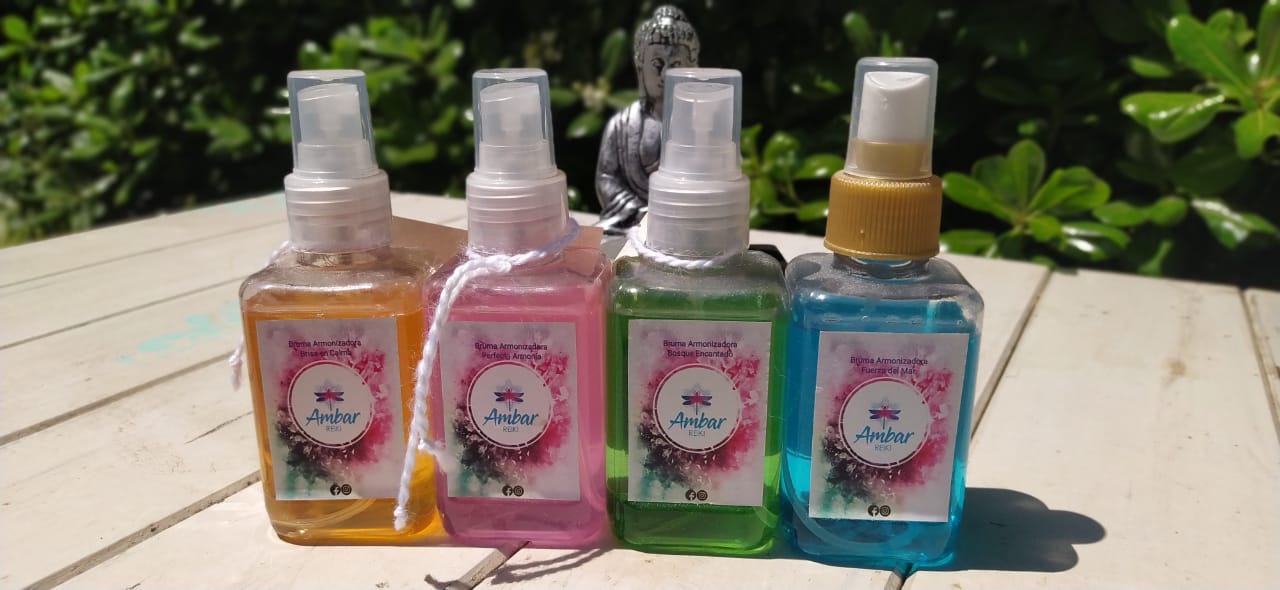 Bruma Armonizadora
Brisa en Calma
Ambar
REIKI
Bruma Armonizadora
Perfecta Armonía
Ambar
REIKI
Bruma Armonizadora
Bosque Encantado
Ambar
REIKI
Bruma Armonizadora
Fuerza del Mar
Ambar
REIKI